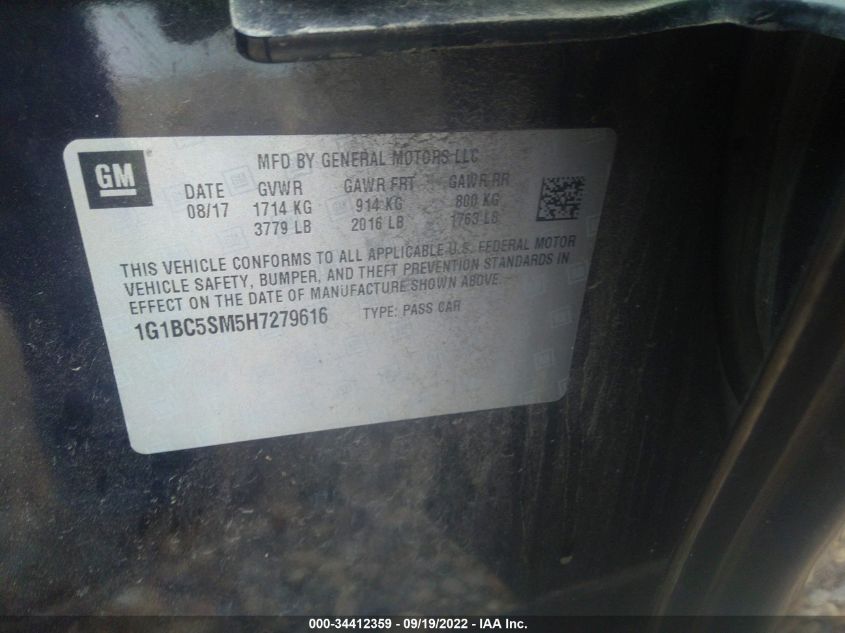 GM
MFD BY GENERAL MOTORS LLC
DATE GVWR GAWR FRT GAWR RR
08/17 1714 KG 914 KG 800 KG
3779 LB 2016 LB 1763 LB
THIS VEHICLE CONFORMS TO ALL APPLICABLE U.S. FEDERAL MOTOR
VEHICLE SAFETY, BUMPER, AND THEFT PREVENTION STANDARDS IN
EFFECT ON THE DATE OF MANUFACTURE SHOWN ABOVE.
1G1BC5SM5H7279616 TYPE: PASS CAR
000-34412359 - 09/19/2022 - IAA Inc.